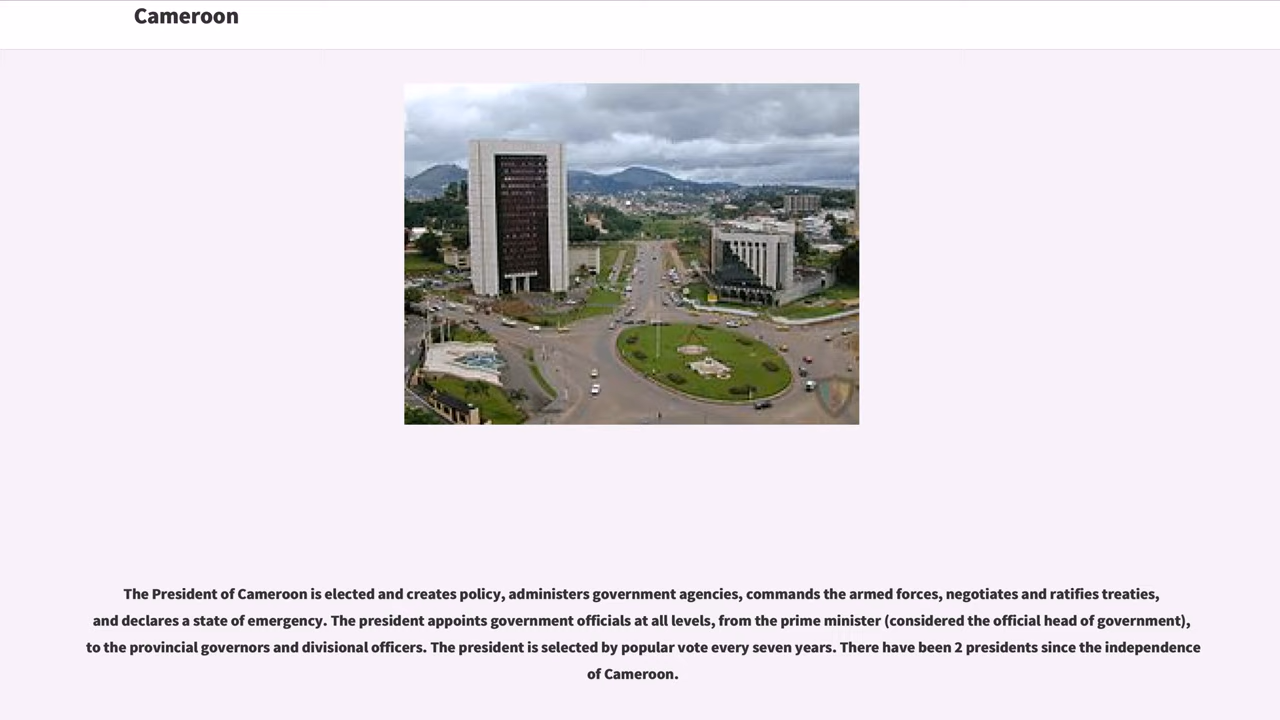 Cameroon
The President of Cameroon is elected and creates policy, administers government agencies, commands the armed forces, negotiates and ratifies treaties,
and declares a state of emergency. The president appoints government officials at all levels, from the prime minister (considered the official head of government),
to the provincial governors and divisional officers. The president is selected by popular vote every seven years. There have been 2 presidents since the independence
of Cameroon.